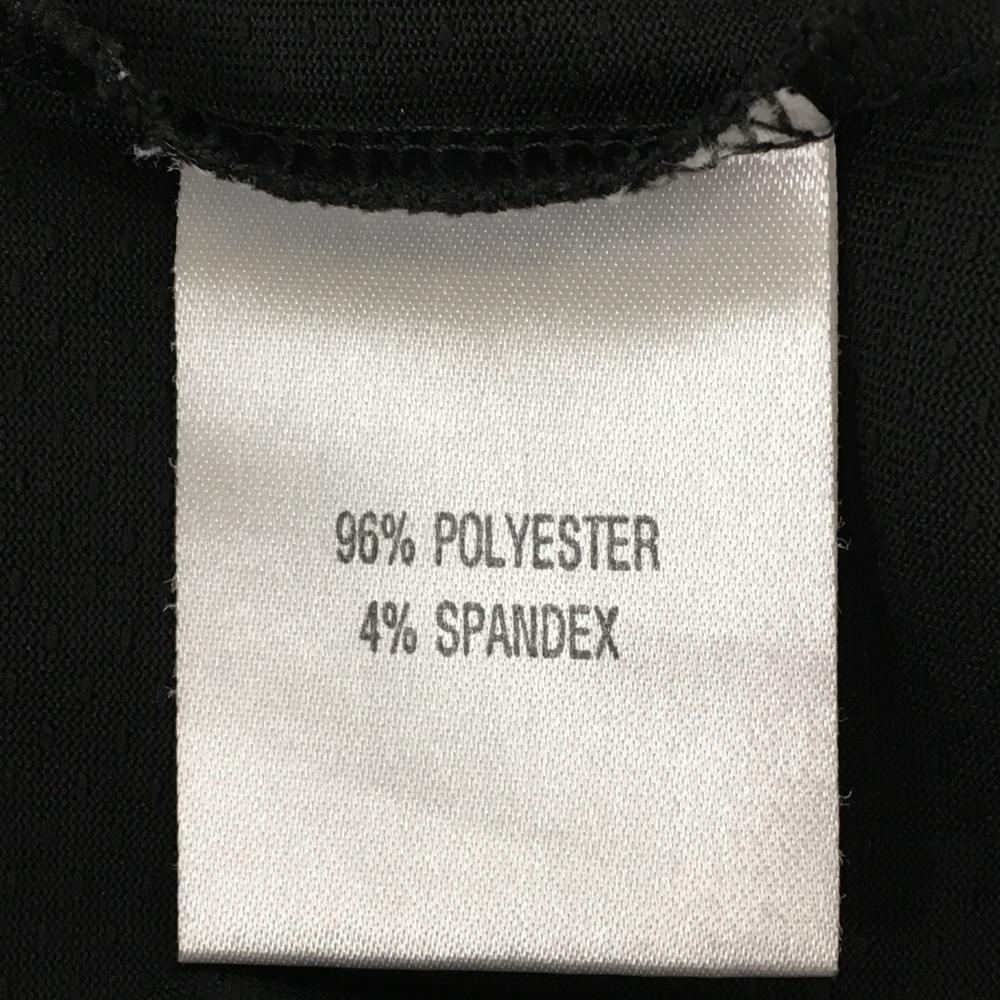 96% POLYESTER
4% SPANDEX